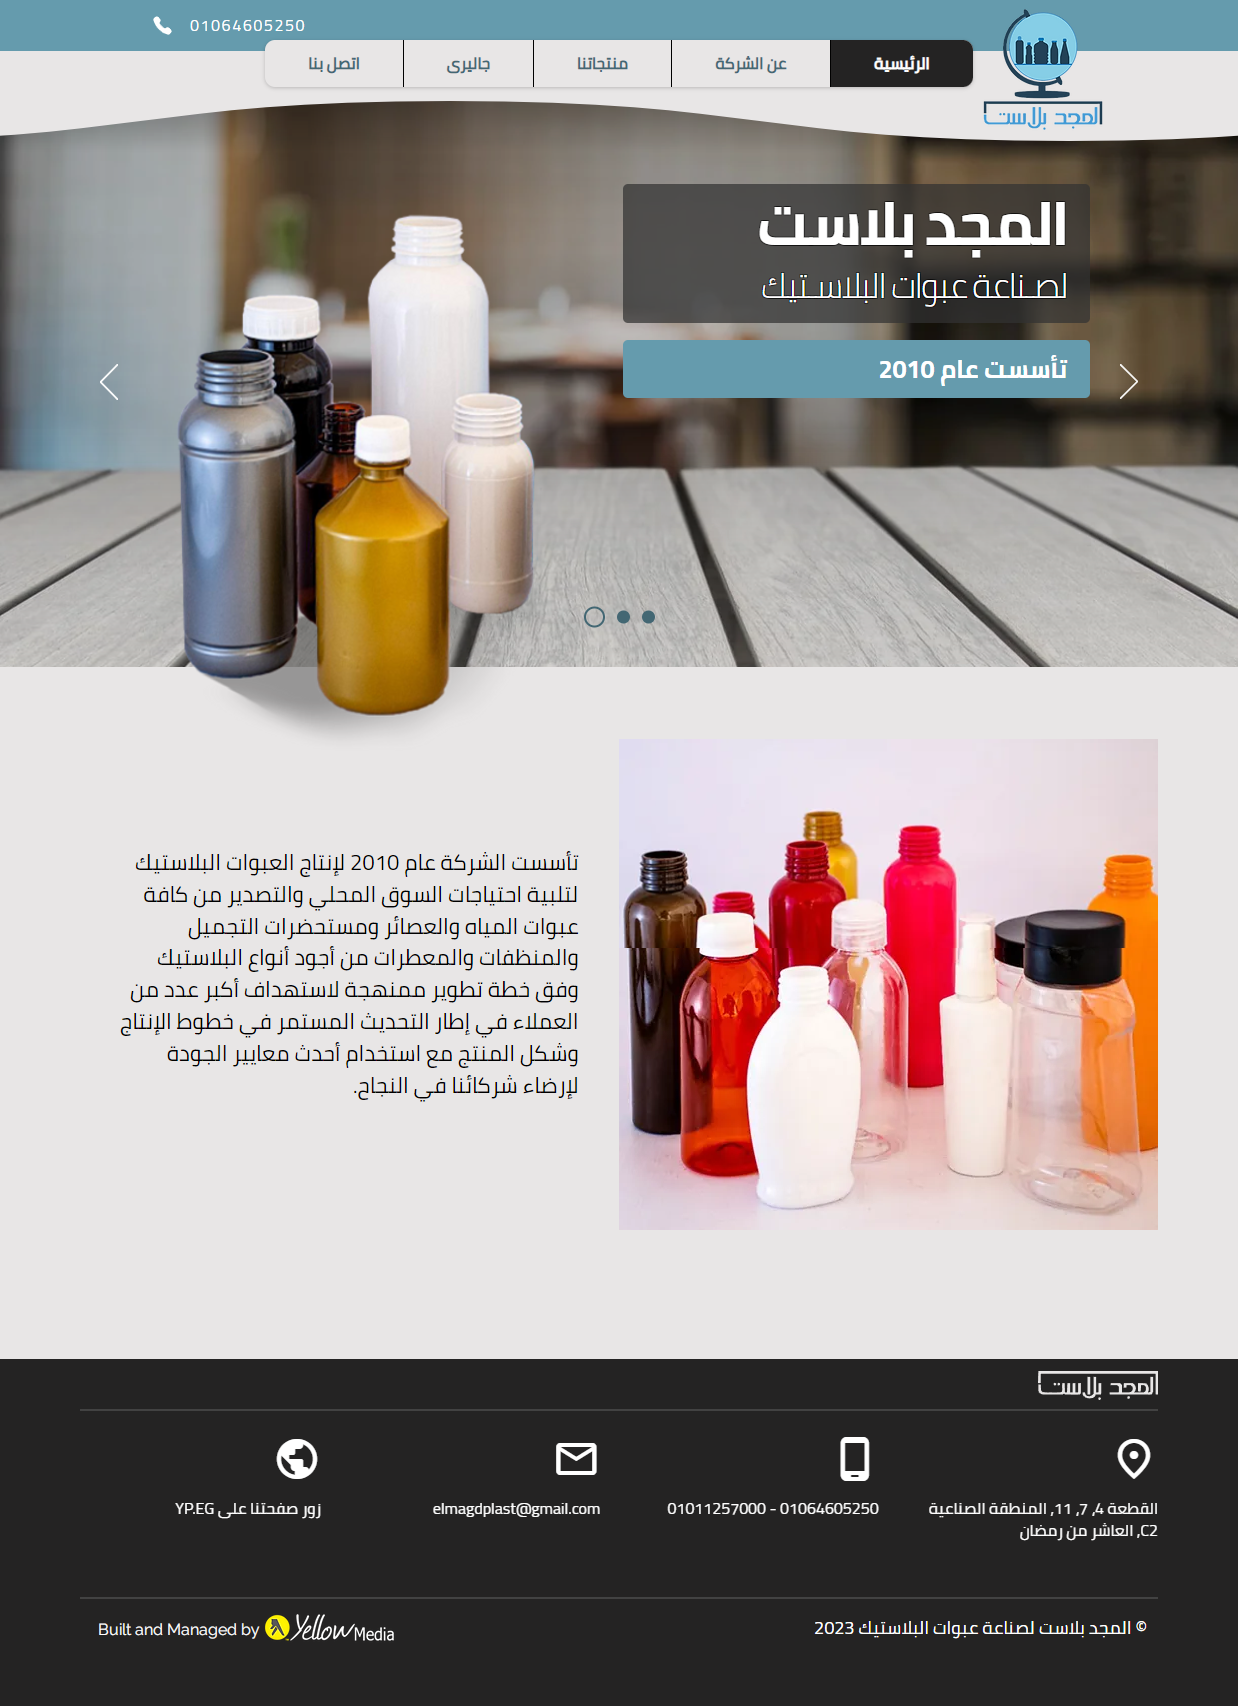 01064605250
الرئيسية
عن الشركة
منتجاتنا
جاليرى
اتصل بنا
المجد بلاست
المجد بلاست
لصناعة عبوات البلاستيك
تأسست عام 2010
تأسست الشركة عام 2010 لإنتاج العبوات البلاستيك
لتلبية احتياجات السوق المحلي والتصدير من كافة
عبوات المياه والعصائر ومستحضرات التجميل
والمنظفات والمعطرات من أجود أنواع البلاستيك
وفق خطة تطوير ممنهجة لاستهداف أكبر عدد من
العملاء في إطار التحديث المستمر في خطوط الإنتاج
وشكل المنتج مع استخدام أحدث معايير الجودة
لإرضاء شركائنا في النجاح.
المجد بلاست
القطعة 4, 7, 11, المنطقة الصناعية
C2, العاشر من رمضان
01011257000 - 01064605250
elmagdplast@gmail.com
زور صفحتنا على YP.EG
© المجد بلاست لصناعة عبوات البلاستيك 2023
Built and Managed by Yellow Media